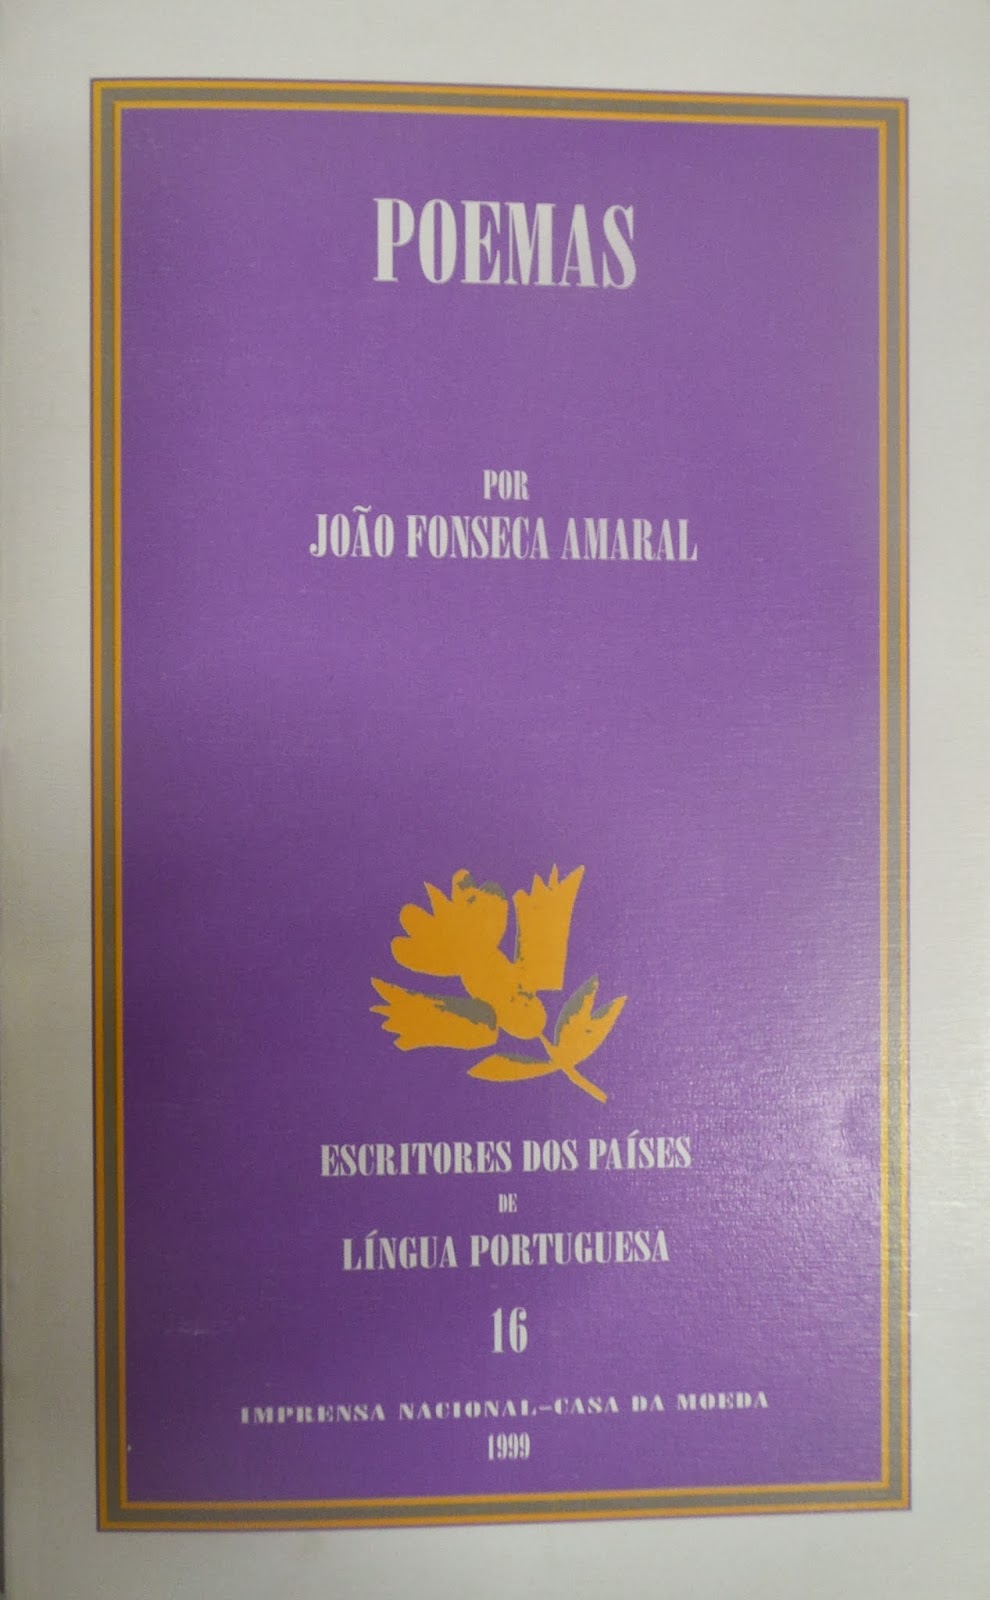 POEMAS
POR
JOÃO FONSECA AMARAL
ESCRITORES DOS PAÍSES
DE
LÍNGUA PORTUGUESA
16
IMPRENSA NACIONAL-CASA DA MOEDA
1999